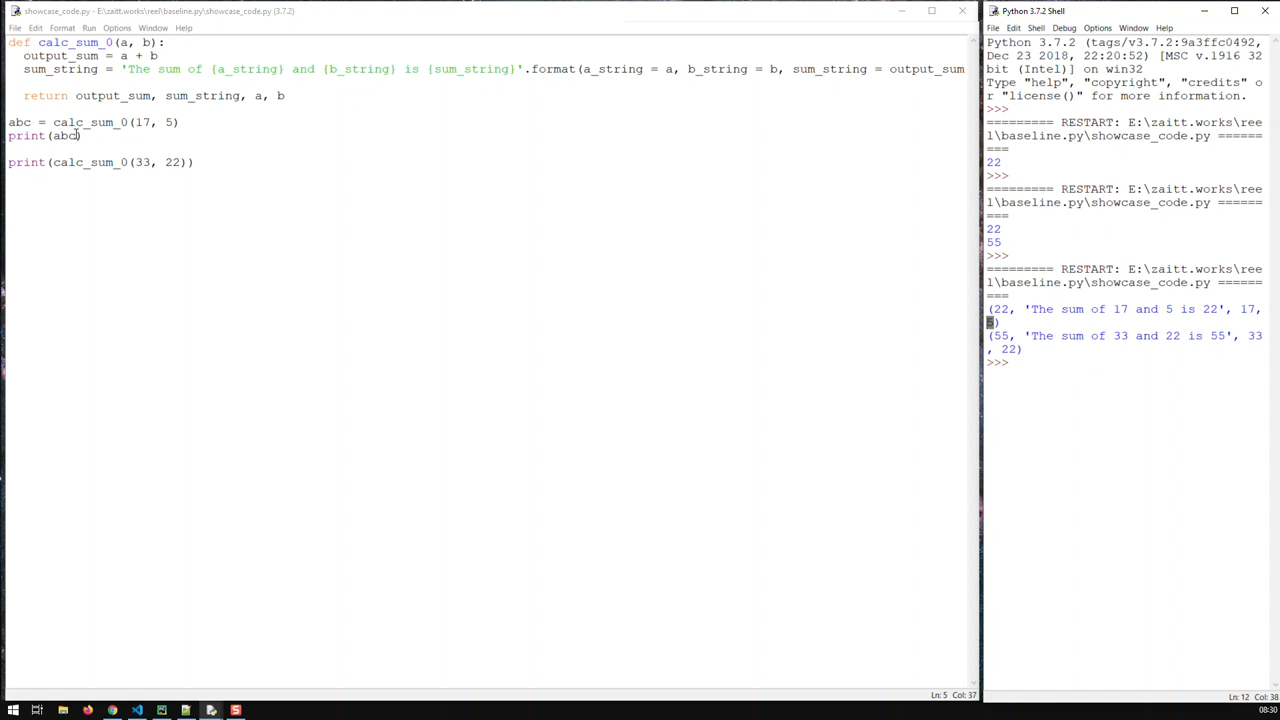 showcase_code.py - E:\zaitt.works\reel\baseline.py\showcase_code.py (3.7.2)
File Edit Format Run Options Window Help
def calc_sum_0(a, b):
  output_sum = a + b
  sum_string = 'The sum of {a_string} and {b_string} is {sum_string}'.format(a_string = a, b_string = b, sum_string = output_sum
  return output_sum, sum_string, a, b
abc = calc_sum_0(17, 5)
print(abc)
print(calc_sum_0(33, 22))
Ln: 5 Col: 37
Python 3.7.2 Shell
File Edit Shell Debug Options Window Help
Python 3.7.2 (tags/v3.7.2:9a3ffc0492,
Dec 23 2018, 22:20:52) [MSC v.1916 32
bit (Intel)] on win32
Type "help", "copyright", "credits" o
r "license()" for more information.
>>>
========= RESTART: E:\zaitt.works\ree
l\baseline.py\showcase_code.py ======
===
22
>>>
========= RESTART: E:\zaitt.works\ree
l\baseline.py\showcase_code.py ======
===
22
55
>>>
========= RESTART: E:\zaitt.works\ree
l\baseline.py\showcase_code.py ======
===
(22, 'The sum of 17 and 5 is 22', 17,
5)
(55, 'The sum of 33 and 22 is 55', 33
, 22)
>>>
Ln: 12 Col: 38
08:30